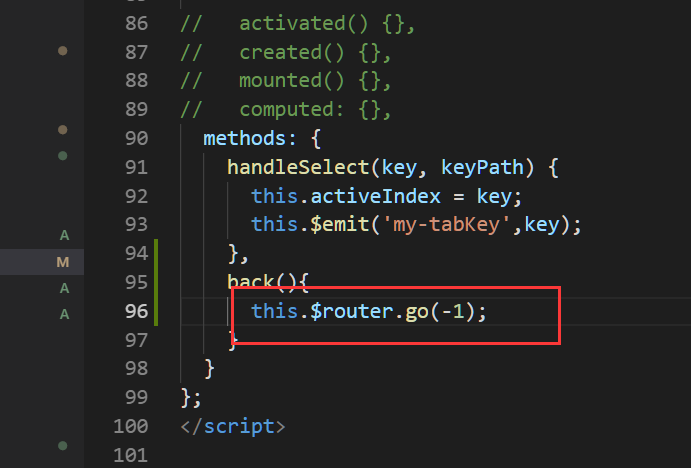 86 //   activated() {},
87 //   created() {},
88 //   mounted() {},
89 //   computed: {},
90   methods: {
91     handleSelect(key, keyPath) {
A 92       this.activeIndex = key;
M 93       this.$emit('my-tabKey',key);
94     },
A 95     back(){
A 96       this.$router.go(-1);
97     }
98   }
99 };
100 </script>
101